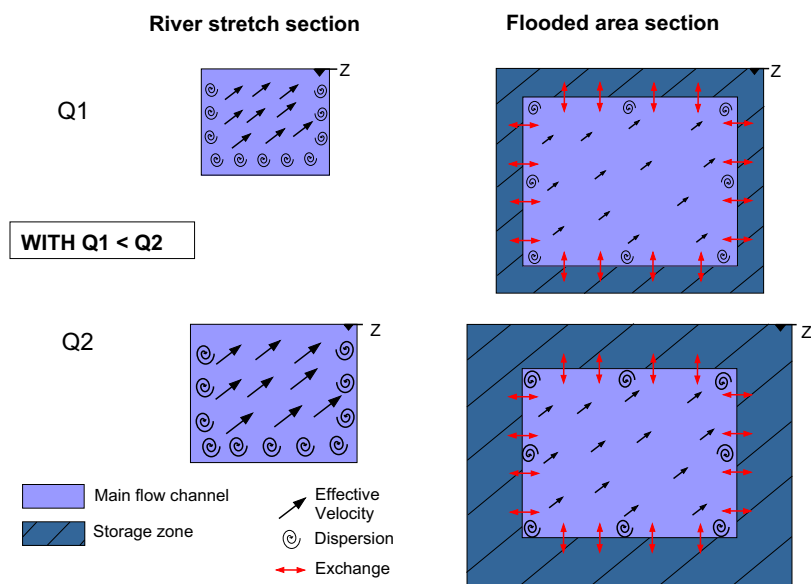 River stretch section
Flooded area section
Z
Z
Q1
WITH Q1 < Q2
Q2
Z
Z
Main flow channel
Storage zone
Effective
Velocity
Dispersion
Exchange